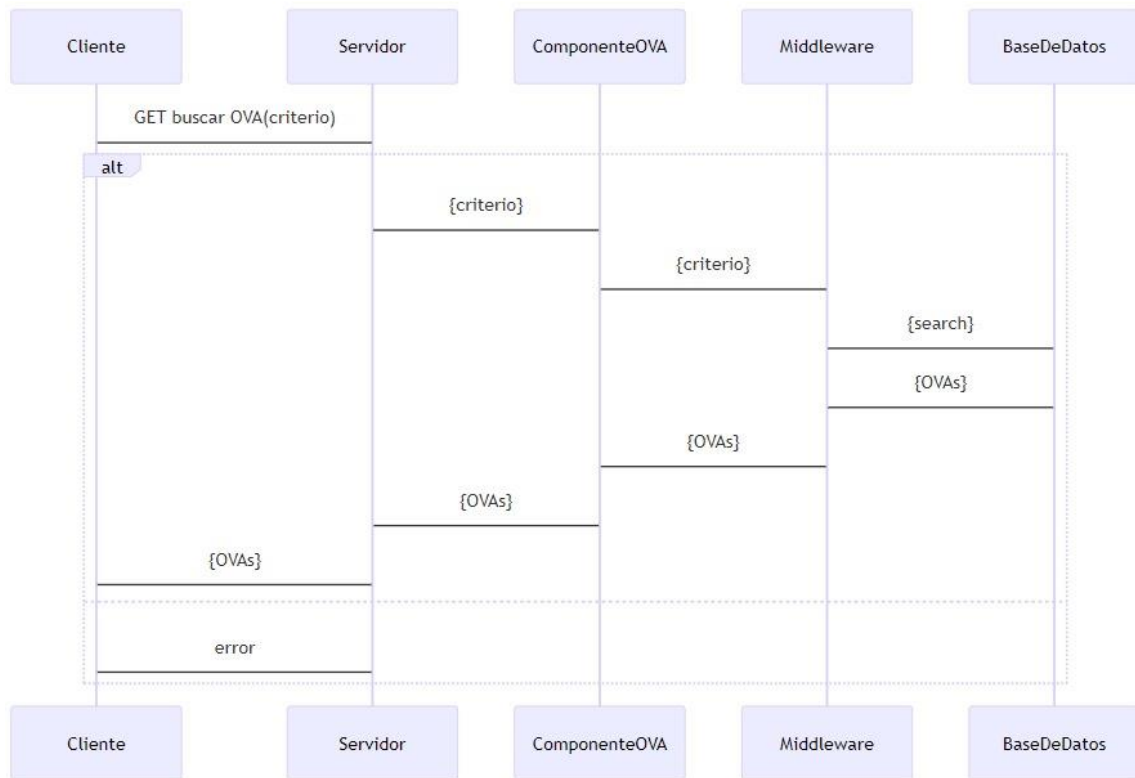 Cliente
Servidor
ComponenteOVA
Middleware
BaseDeDatos
GET buscar OVA(criterio)
alt
{criterio}
{criterio}
{search}
{OVAs}
{OVAs}
{OVAs}
{OVAs}
error
Cliente
Servidor
ComponenteOVA
Middleware
BaseDeDatos